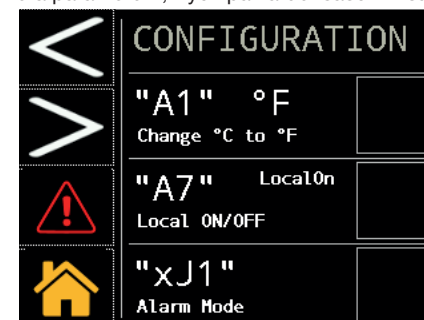 CONFIGURATION
"A1" °F
Change °C to °F
"A7" LocalOn
Local ON/OFF
"xJ1"
Alarm Mode